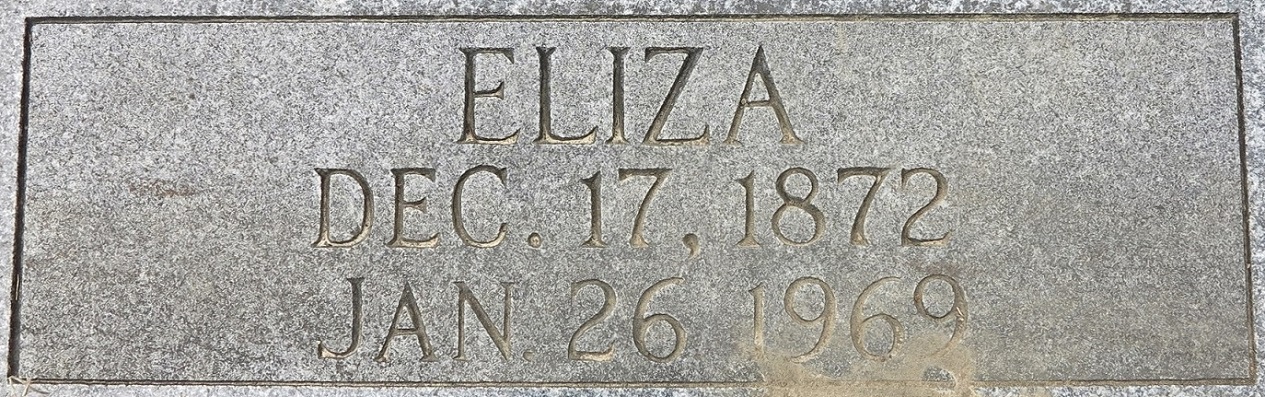 ELIZA
DEC. 17, 1872
JAN. 26 1969